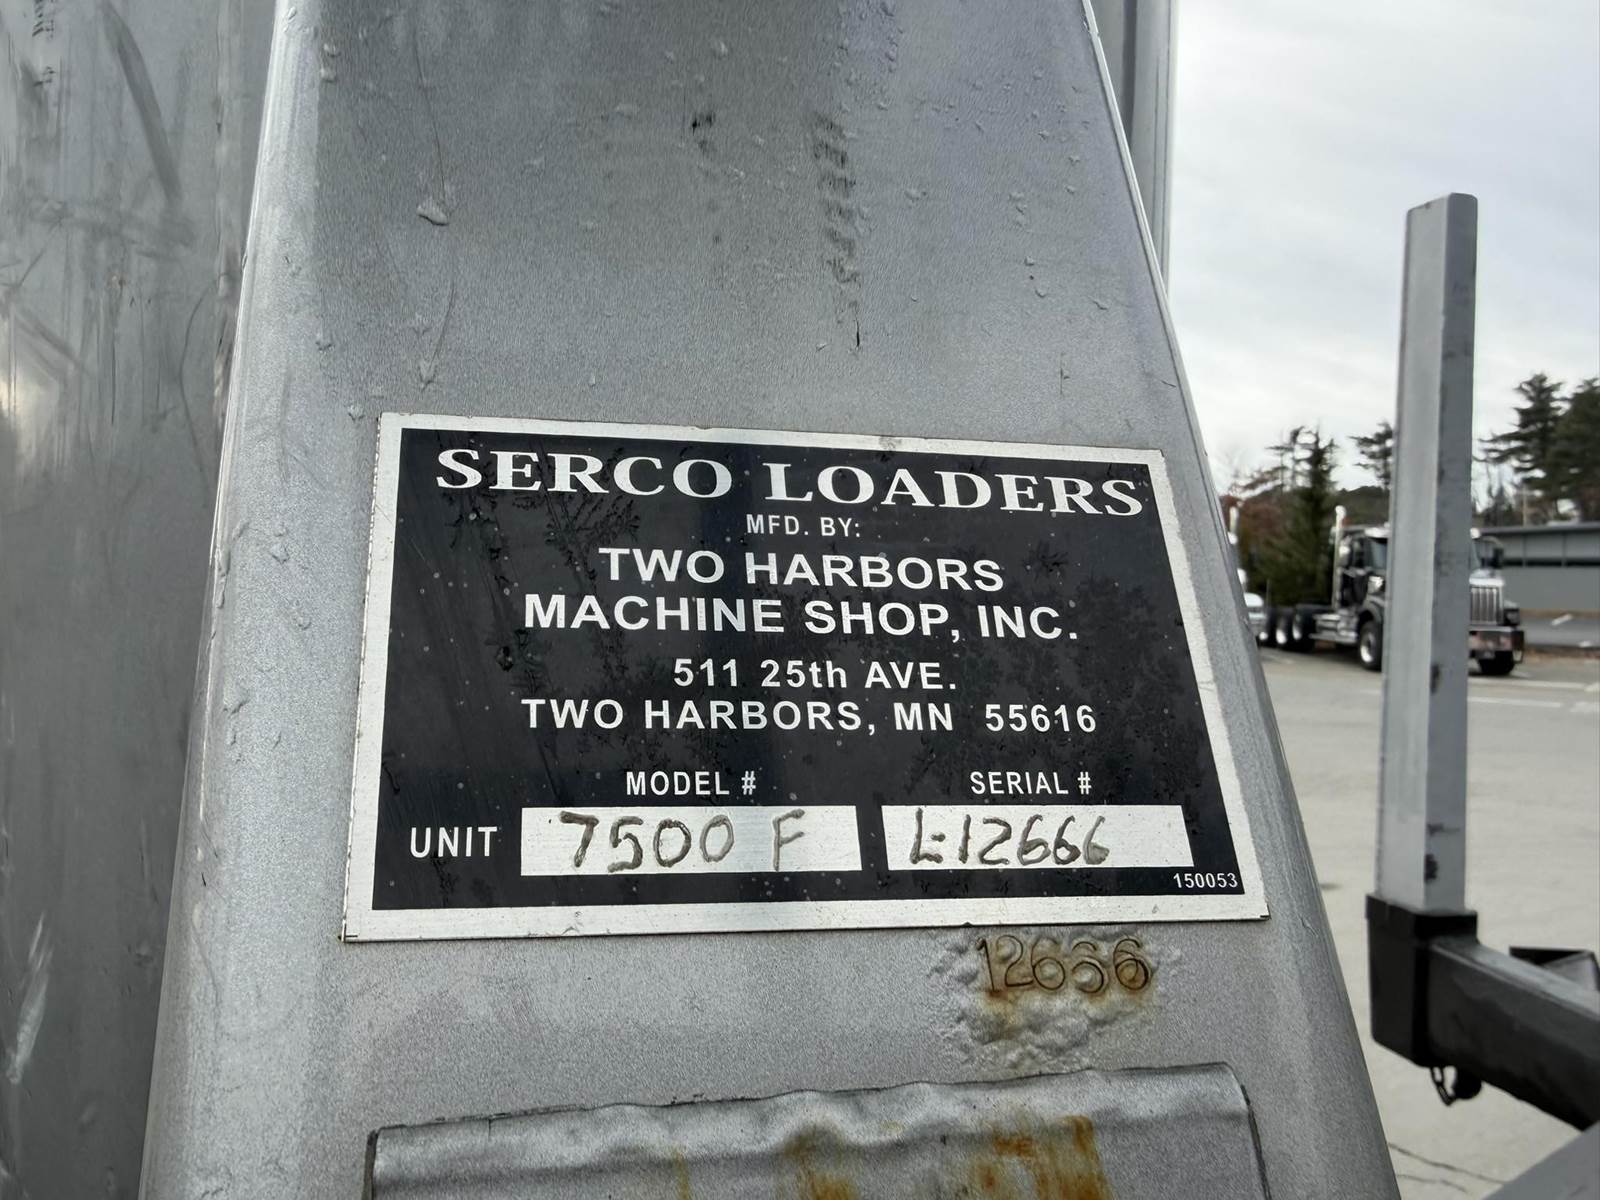 SERCO LOADERS
MFD. BY:
TWO HARBORS
MACHINE SHOP, INC.
511 25th AVE.
TWO HARBORS, MN 55616
MODEL # SERIAL #
UNIT 7500 F L-12666
150053
12666